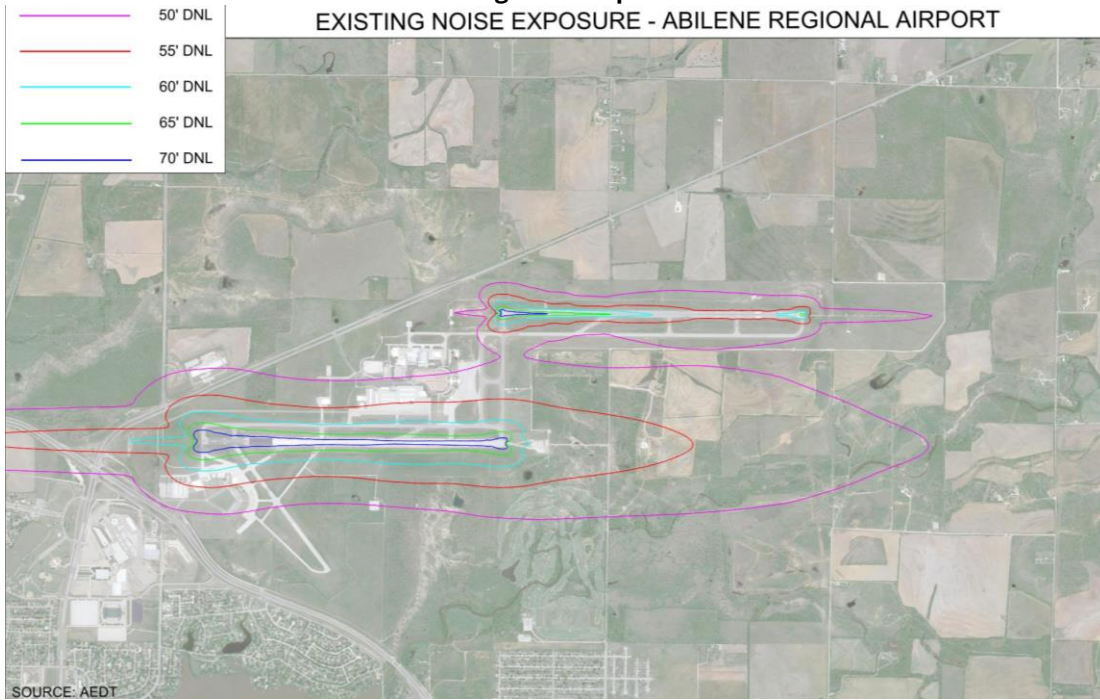 EXISTING NOISE EXPOSURE - ABILENE REGIONAL AIRPORT
50' DNL
55' DNL
60' DNL
65' DNL
70' DNL
SOURCE: AEDT